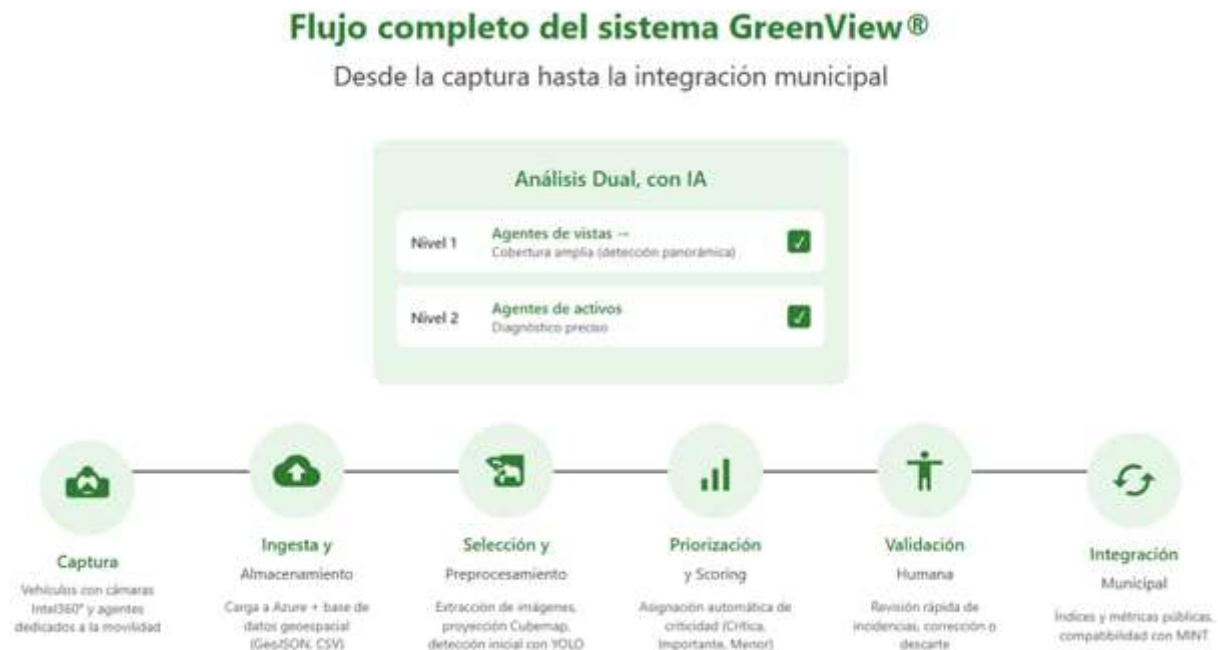 Flujo completo del sistema GreenView®
Desde la captura hasta la integración municipal
Análisis Dual, con IA
Nivel 1
Agentes de vistas →
Cobertura amplia (detección panorámica)
Nivel 2
Agentes de activos
Diagnóstico preciso
Captura
Vehículos con cámaras
Intel360° y agentes
dedicados a la movilidad
Ingesta y
Almacenamiento
Carga a Azure + base de
datos geoespacial
(GeoJSON, CSV)
Selección y
Preprocesamiento
Extracción de imágenes,
proyección Cubemap,
detección inicial con YOLO
Priorización
y Scoring
Asignación automática de
criticidad (Crítica,
Importante, Menor)
Validación
Humana
Revisión rápida de
incidencias, corrección o
descarte
Integración
Municipal
Índices y métricas públicas,
compatibilidad con MINT